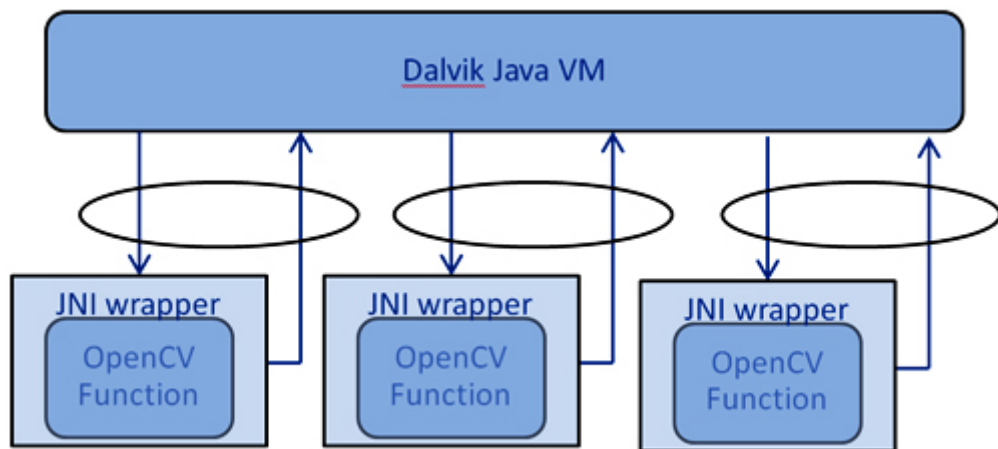 Dalvik Java VM
JNI wrapper
OpenCV
Function
JNI wrapper
OpenCV
Function
JNI wrapper
OpenCV
Function